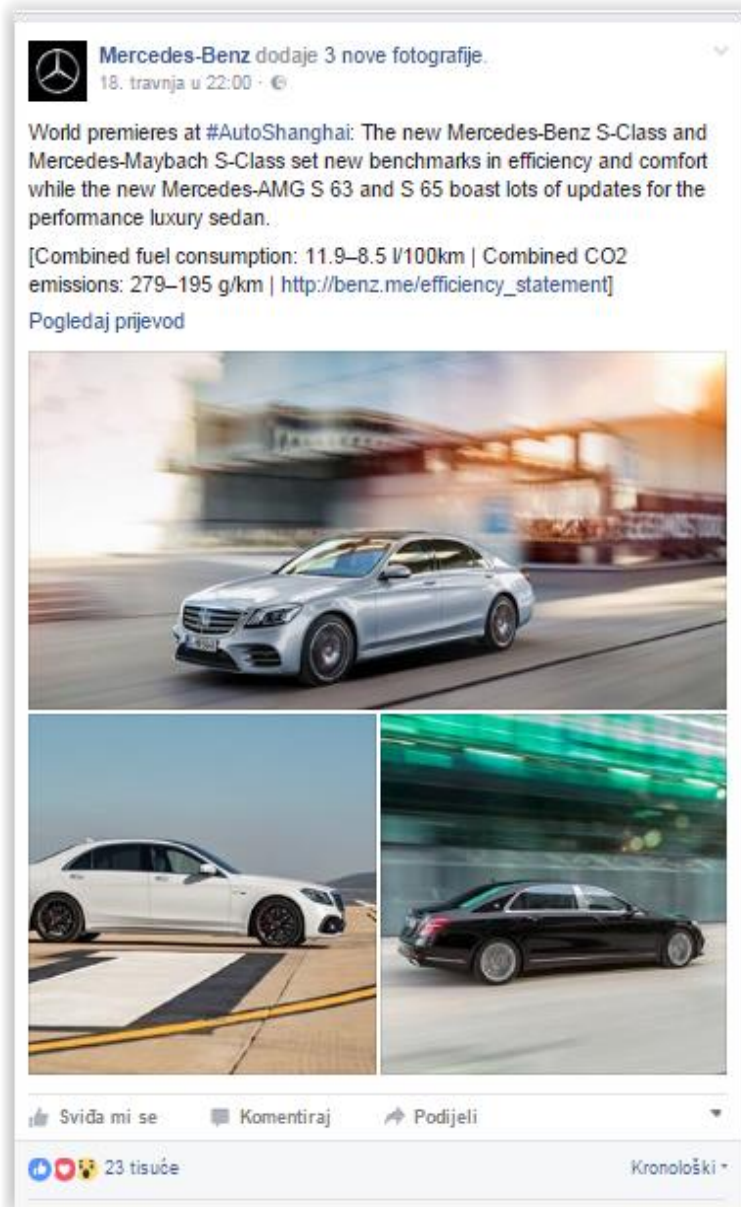 Mercedes-Benz dodaje 3 nove fotografije.
18. travnja u 22:00 ·
World premieres at #AutoShanghai: The new Mercedes-Benz S-Class and
Mercedes-Maybach S-Class set new benchmarks in efficiency and comfort
while the new Mercedes-AMG S 63 and S 65 boast lots of updates for the
performance luxury sedan.
[Combined fuel consumption: 11.9–8.5 l/100km | Combined CO2
emissions: 279–195 g/km | http://benz.me/efficiency_statement]
Pogledaj prijevod
Sviđa mi se Komentiraj Podijeli
23 tisuće Kronološki